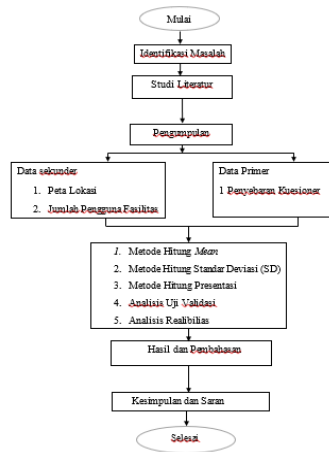 Mulai
Identifikasi Masalah
Studi Literatur
Pengumpulan
Data sekunder
1. Peta Lokasi
2. Jumlah Pengguna Fasilitas
Data Primer
1 Penyebaran Kuesioner
1. Metode Hitung Mean
2. Metode Hitung Standar Deviasi (SD)
3. Metode Hitung Presentasi
4. Analisis Uji Validasi
5. Analisis Realibilias
Hasil dan Pembahasan
Kesimpulan dan Saran
Selesai